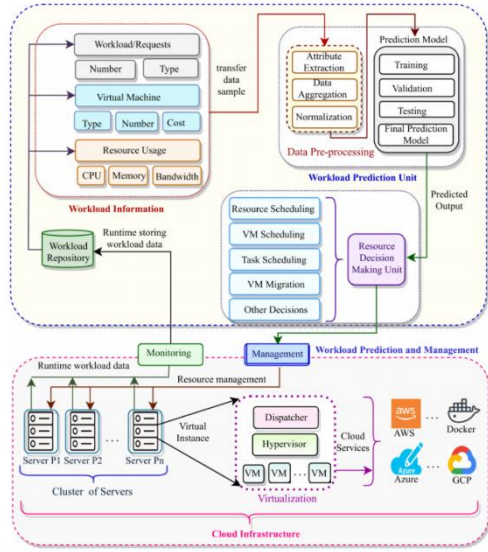 Workload/Requests
Number
Type
Virtual Machine
Type
Number
Cost
Resource Usage
CPU
Memory
Bandwidth
Workload Information
transfer
data
sample
Attribute
Extraction
Data
Aggregation
Normalization
Data Pre-processing
Prediction Model
Training
Validation
Testing
Final Prediction
Model
Workload Prediction Unit
Predicted
Output
Resource Scheduling
VM Scheduling
Task Scheduling
VM Migration
Other Decisions
Resource
Decision
Making Unit
Workload
Repository
Runtime storing
workload data
Monitoring
Management
Workload Prediction and Management
Runtime workload data
Resource management
Server P1
Server P2
...
Server Pn
Cluster of Servers
Virtual
Instance
Dispatcher
Hypervisor
VM
VM
...
VM
Virtualization
Cloud
Services
aws
AWS
...
docker
Docker
Azure
Azure
...
GCP
Cloud Infrastructure